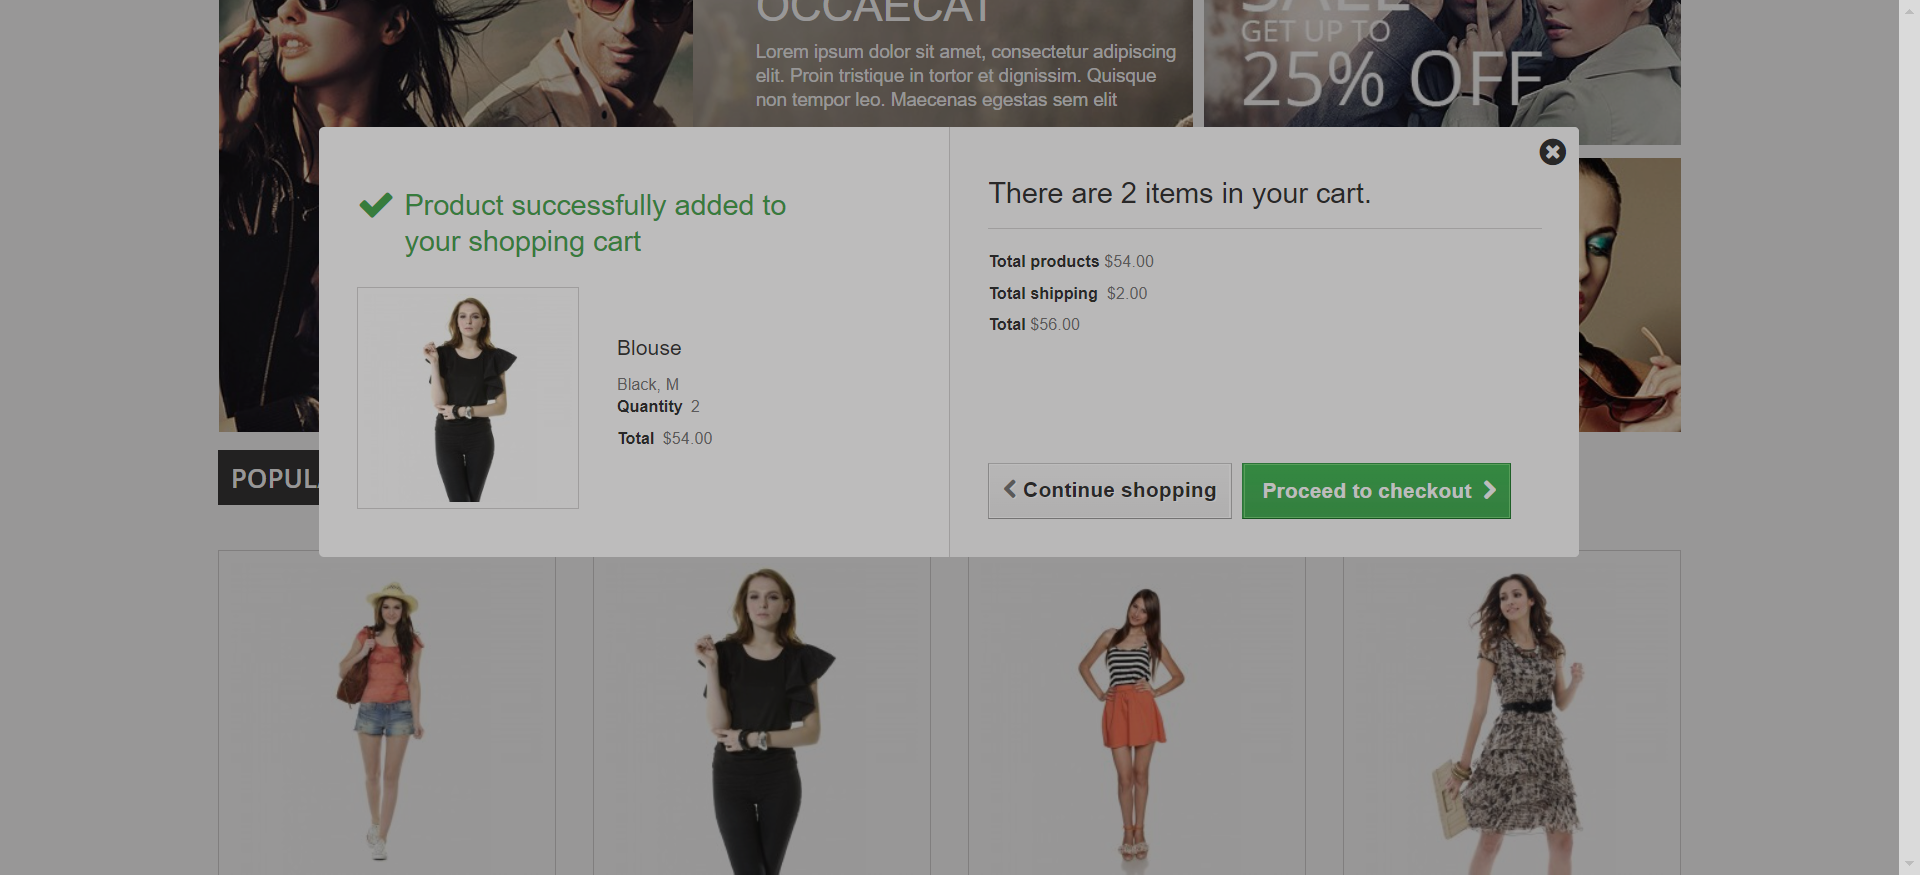 OCCAECAT
Lorem ipsum dolor sit amet, consectetur adipiscing
elit. Proin tristique in tortor et dignissim. Quisque
non tempor leo. Maecenas egestas sem elit
SALE
GET UP TO
25% OFF
Product successfully added to
your shopping cart
Blouse
Black, M
Quantity 2
Total $54.00
There are 2 items in your cart.
Total products $54.00
Total shipping $2.00
Total $56.00
Continue shopping
Proceed to checkout
POPUL